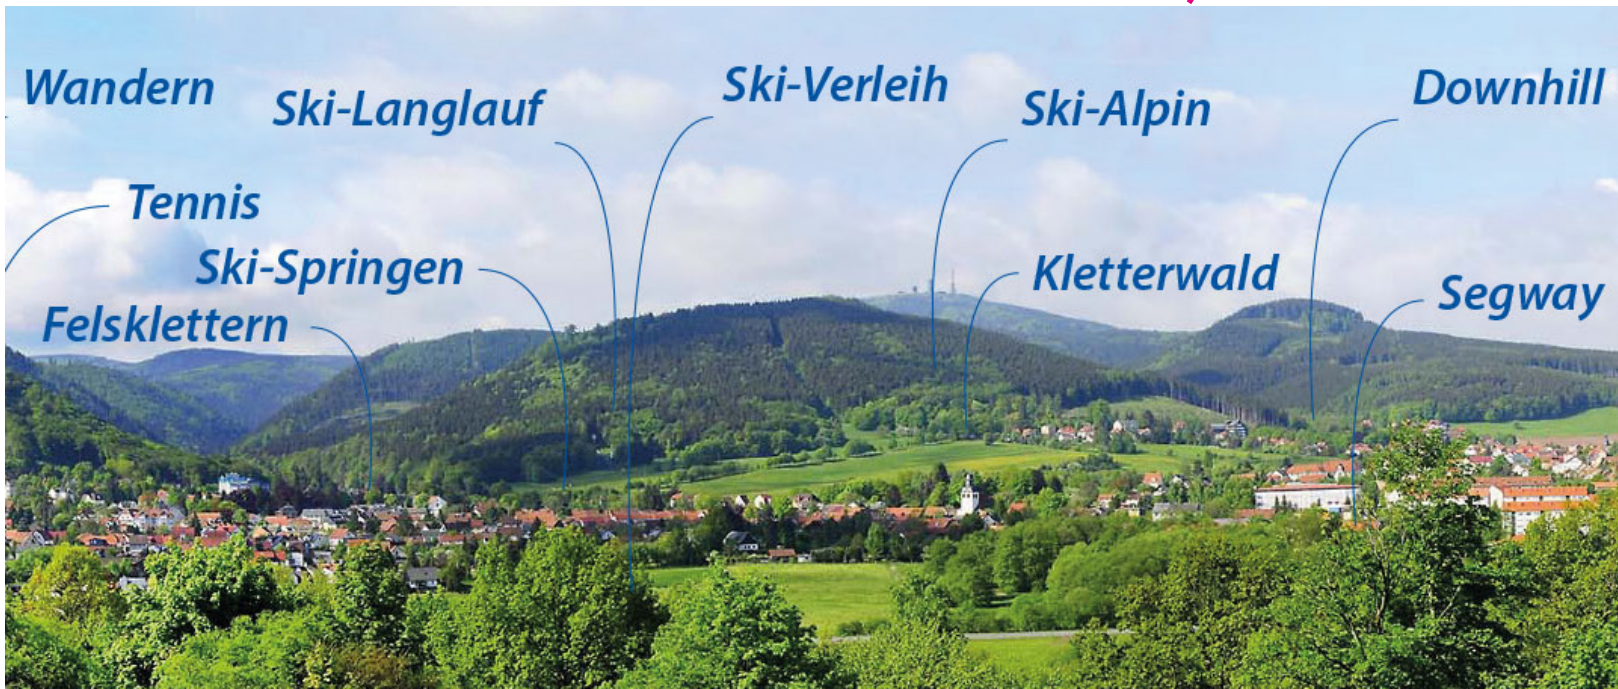 Wandern
Ski-Langlauf
Ski-Verleih
Ski-Alpin
Downhill
Tennis
Ski-Springen
Kletterwald
Segway
Felsklettern